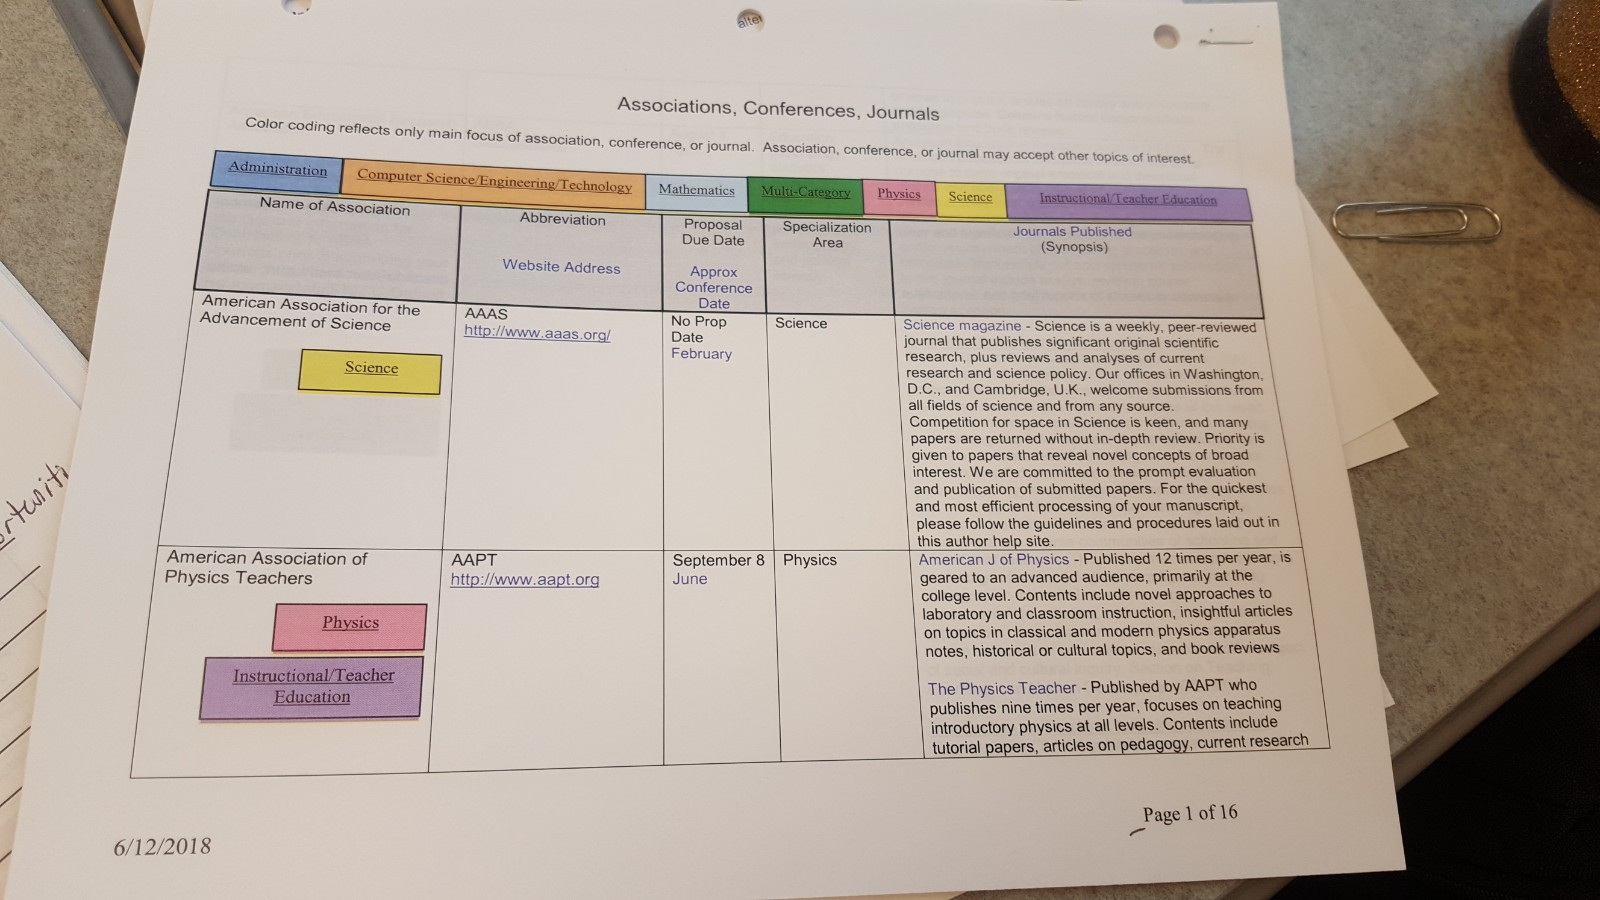 alter
Associations, Conferences, Journals
Color coding reflects only main focus of association, conference, or journal. Association, conference, or journal may accept other topics of interest.
Administration
Computer Science/Engineering/Technology
Mathematics
Multi-Category
Physics
Science
Instructional/Teacher Education
Name of Association
Abbreviation
Website Address
Proposal
Due Date
Approx
Conference
Date
Specialization
Area
Journals Published
(Synopsis)
American Association for the
Advancement of Science
Science
AAAS
http://www.aaas.org/
No Prop
Date
February
Science
Science magazine - Science is a weekly, peer-reviewed
journal that publishes significant original scientific
research, plus reviews and analyses of current
research and science policy. Our offices in Washington,
D.C., and Cambridge, U.K., welcome submissions from
all fields of science and from any source.
Competition for space in Science is keen, and many
papers are returned without in-depth review. Priority is
given to papers that reveal novel concepts of broad
interest. We are committed to the prompt evaluation
and publication of submitted papers. For the quickest
and most efficient processing of your manuscript,
please follow the guidelines and procedures laid out in
this author help site.
American Association of
Physics Teachers
Physics
Instructional/Teacher
Education
AAPT
http://www.aapt.org
September 8
June
Physics
American J of Physics - Published 12 times per year, is
geared to an advanced audience, primarily at the
college level. Contents include novel approaches to
laboratory and classroom instruction, insightful articles
on topics in classical and modern physics apparatus
notes, historical or cultural topics, and book reviews
The Physics Teacher - Published by AAPT who
publishes nine times per year, focuses on teaching
introductory physics at all levels. Contents include
tutorial papers, articles on pedagogy, current research
Page 1 of 16
6/12/2018